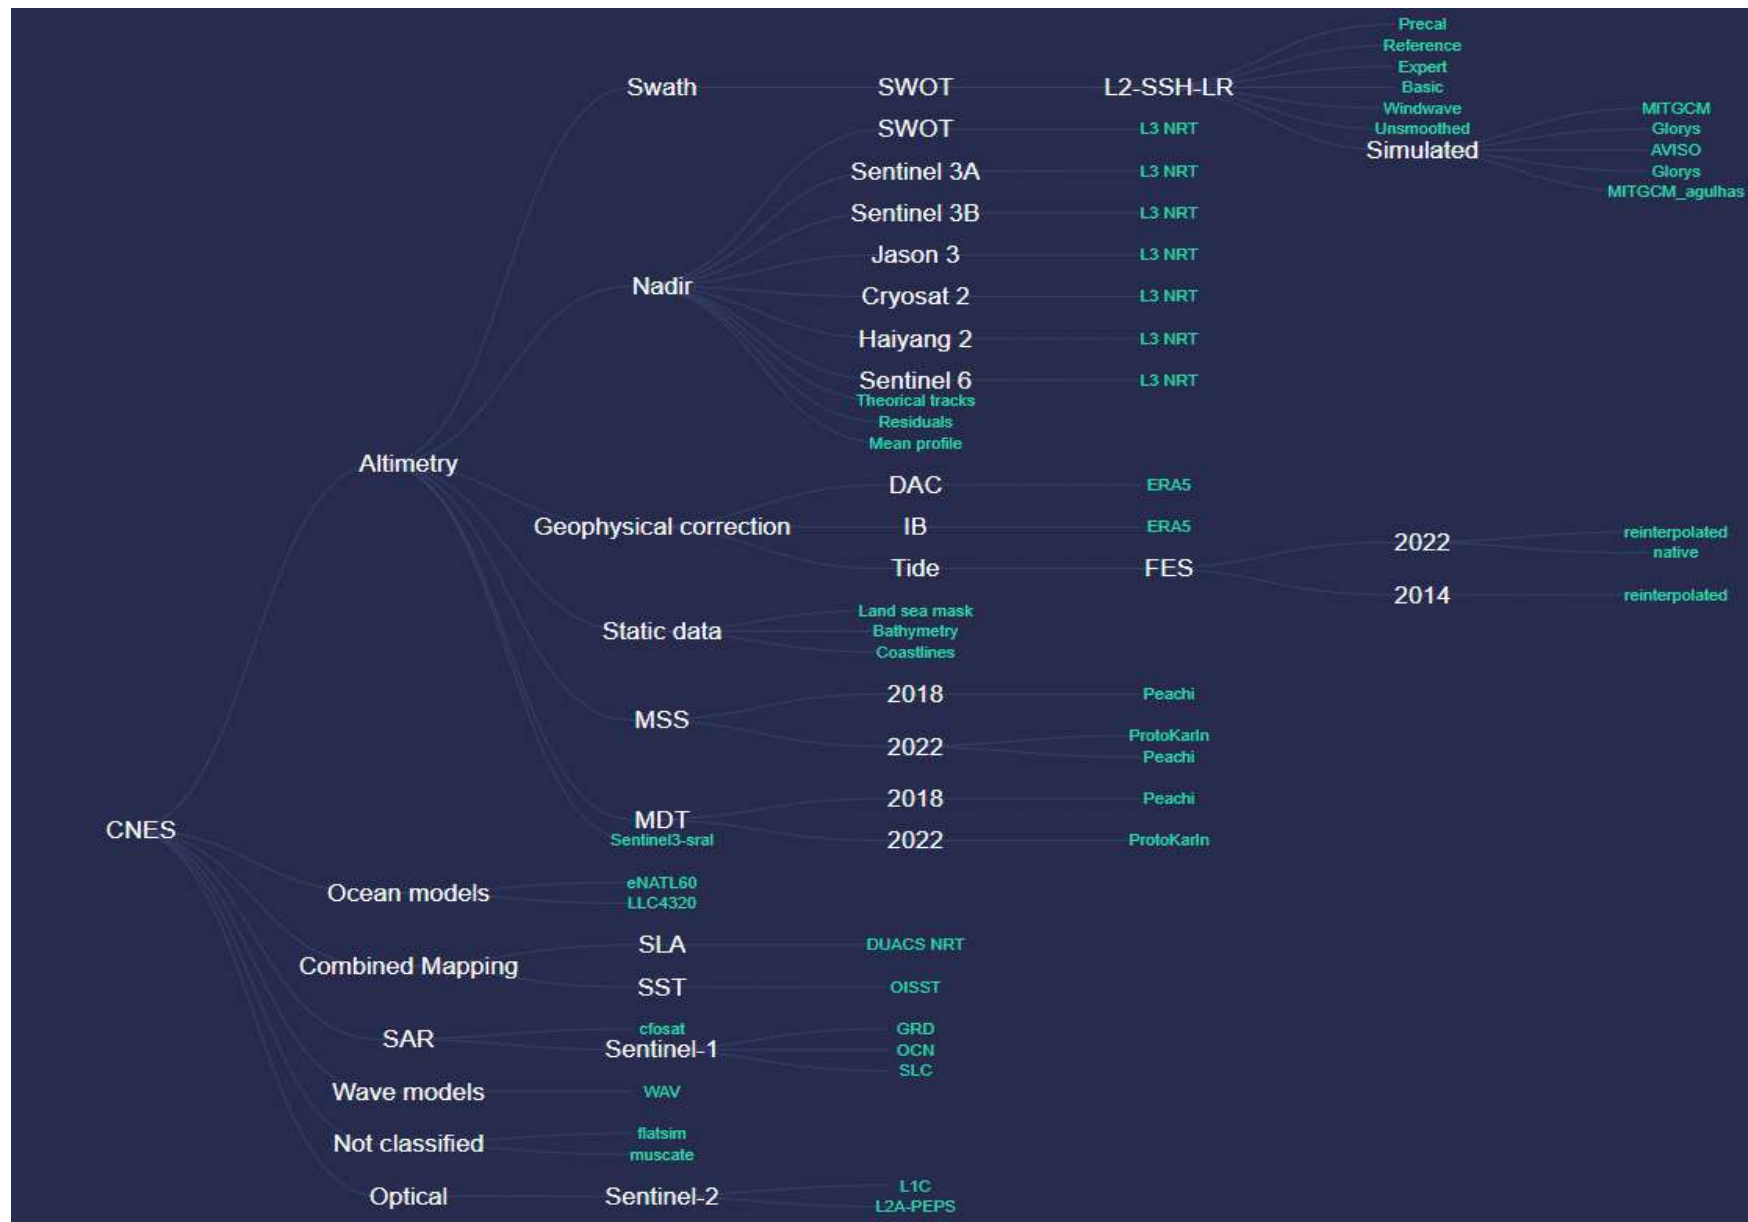 Precal
Reference
Expert
Swath SWOT L2-SSH-LR Basic
Windwave MITGCM
SWOT L3 NRT Unsmoothed Glorys
Simulated AVISO
Sentinel 3A L3 NRT Glorys
MITGCM_agulhas
Sentinel 3B L3 NRT
Jason 3 L3 NRT
Nadir
Cryosat 2 L3 NRT
Haiyang 2 L3 NRT
Sentinel 6 L3 NRT
Theorical tracks
Residuals
Mean profile
Altimetry
DAC ERA5
Geophysical correction IB ERA5
2022 reinterpolated
native
Tide FES
2014 reinterpolated
Land sea mask
Static data Bathymetry
Coastlines
2018 Peachi
MSS
ProtoKarIn
2022
Peachi
2018 Peachi
MDT
CNES
Sentinel3-sral 2022 ProtoKarIn
eNATL60
Ocean models
LLC4320
SLA DUACS NRT
Combined Mapping
SST OISST
cfosat GRD
SAR
Sentinel-1 OCN
SLC
Wave models WAV
flatsim
Not classified
muscate
L1C
Optical Sentinel-2
L2A-PEPS